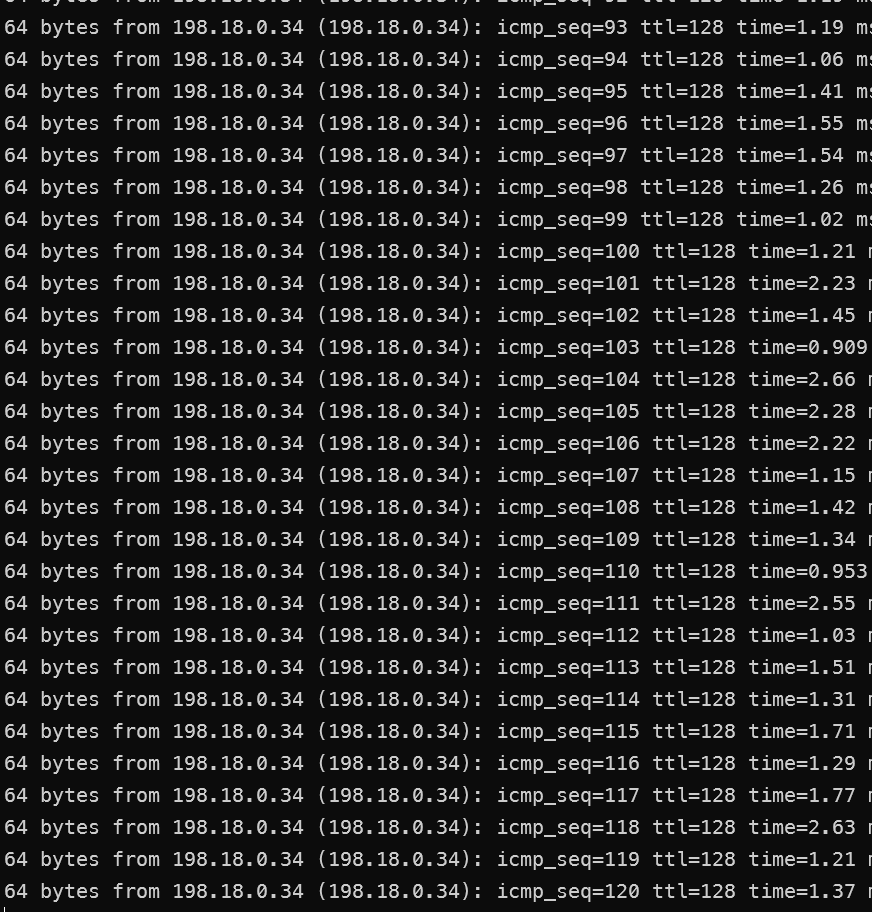 64 bytes from 198.18.0.34 (198.18.0.34): icmp_seq=93 ttl=128 time=1.19 ms
64 bytes from 198.18.0.34 (198.18.0.34): icmp_seq=94 ttl=128 time=1.06 ms
64 bytes from 198.18.0.34 (198.18.0.34): icmp_seq=95 ttl=128 time=1.41 ms
64 bytes from 198.18.0.34 (198.18.0.34): icmp_seq=96 ttl=128 time=1.55 ms
64 bytes from 198.18.0.34 (198.18.0.34): icmp_seq=97 ttl=128 time=1.54 ms
64 bytes from 198.18.0.34 (198.18.0.34): icmp_seq=98 ttl=128 time=1.26 ms
64 bytes from 198.18.0.34 (198.18.0.34): icmp_seq=99 ttl=128 time=1.02 ms
64 bytes from 198.18.0.34 (198.18.0.34): icmp_seq=100 ttl=128 time=1.21
64 bytes from 198.18.0.34 (198.18.0.34): icmp_seq=101 ttl=128 time=2.23
64 bytes from 198.18.0.34 (198.18.0.34): icmp_seq=102 ttl=128 time=1.45
64 bytes from 198.18.0.34 (198.18.0.34): icmp_seq=103 ttl=128 time=0.909
64 bytes from 198.18.0.34 (198.18.0.34): icmp_seq=104 ttl=128 time=2.66
64 bytes from 198.18.0.34 (198.18.0.34): icmp_seq=105 ttl=128 time=2.28
64 bytes from 198.18.0.34 (198.18.0.34): icmp_seq=106 ttl=128 time=2.22
64 bytes from 198.18.0.34 (198.18.0.34): icmp_seq=107 ttl=128 time=1.15
64 bytes from 198.18.0.34 (198.18.0.34): icmp_seq=108 ttl=128 time=1.42
64 bytes from 198.18.0.34 (198.18.0.34): icmp_seq=109 ttl=128 time=1.34
64 bytes from 198.18.0.34 (198.18.0.34): icmp_seq=110 ttl=128 time=0.953
64 bytes from 198.18.0.34 (198.18.0.34): icmp_seq=111 ttl=128 time=2.55
64 bytes from 198.18.0.34 (198.18.0.34): icmp_seq=112 ttl=128 time=1.03
64 bytes from 198.18.0.34 (198.18.0.34): icmp_seq=113 ttl=128 time=1.51
64 bytes from 198.18.0.34 (198.18.0.34): icmp_seq=114 ttl=128 time=1.31
64 bytes from 198.18.0.34 (198.18.0.34): icmp_seq=115 ttl=128 time=1.71
64 bytes from 198.18.0.34 (198.18.0.34): icmp_seq=116 ttl=128 time=1.29
64 bytes from 198.18.0.34 (198.18.0.34): icmp_seq=117 ttl=128 time=1.77
64 bytes from 198.18.0.34 (198.18.0.34): icmp_seq=118 ttl=128 time=2.63
64 bytes from 198.18.0.34 (198.18.0.34): icmp_seq=119 ttl=128 time=1.21
64 bytes from 198.18.0.34 (198.18.0.34): icmp_seq=120 ttl=128 time=1.37